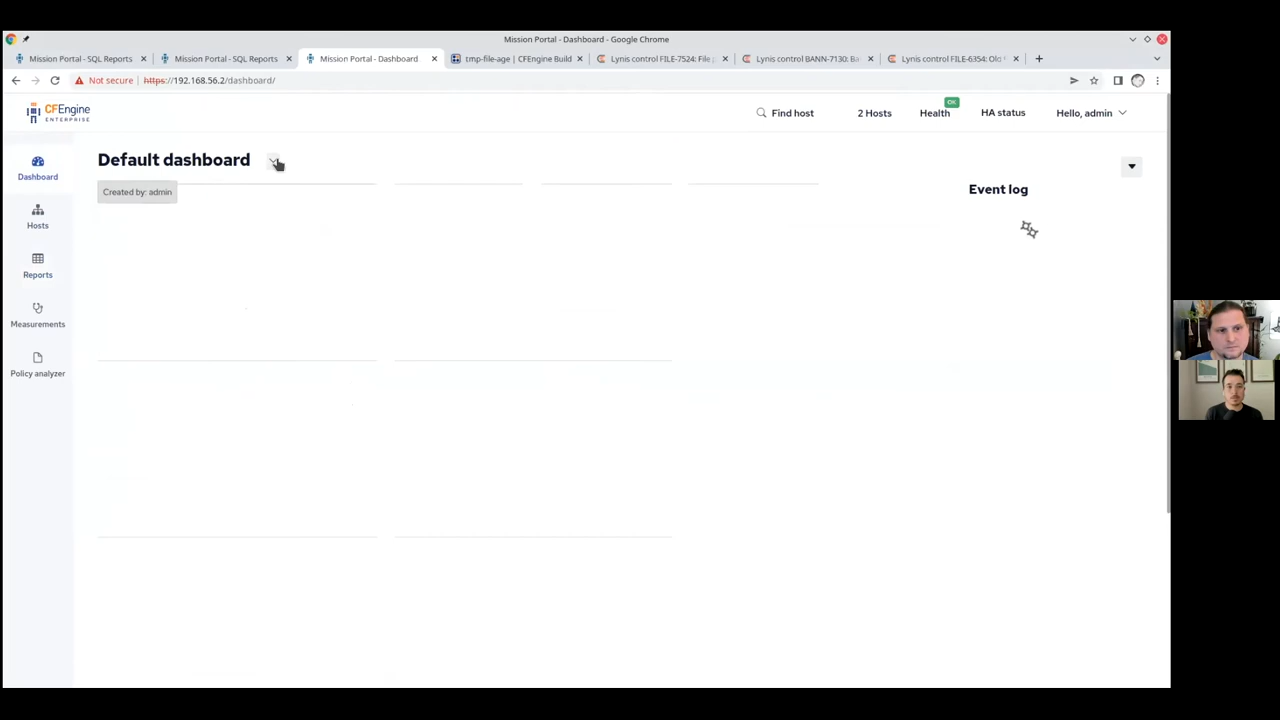 Mission Portal - Dashboard - Google Chrome
Mission Portal - SQL Reports
Mission Portal - SQL Reports
Mission Portal - Dashboard
tmp-file-age | CFEngine Build
Lynis control FILE-7524: File p
Lynis control BANN-7130: Ba
Lynis control FILE-6354: Old f
Not secure
https://192.168.56.2/dashboard/
CFEngine
ENTERPRISE
Find host
2 Hosts
Health
OK
HA status
Hello, admin
Dashboard
Hosts
Reports
Measurements
Policy analyzer
Default dashboard
Created by: admin
Event log